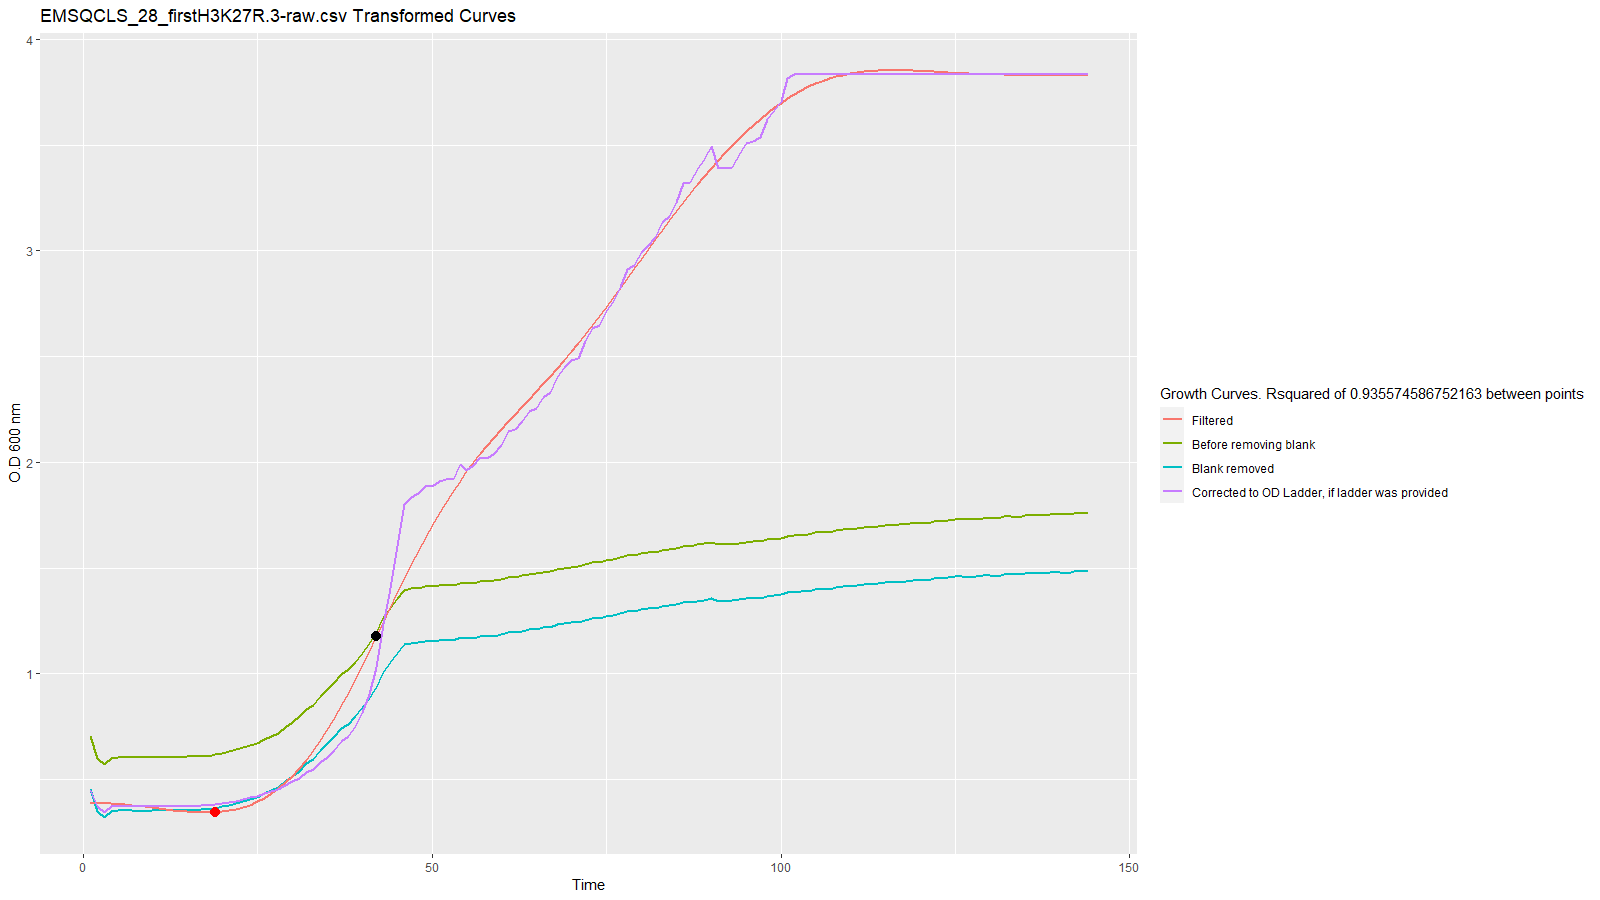 EMSQCLS_28_firstH3K27R.3-raw.csv Transformed Curves
4
3
2
1
O.D 600 nm
0
50
100
150
Time
Growth Curves. Rsquared of 0.935574586752163 between points
Filtered
Before removing blank
Blank removed
Corrected to OD Ladder, if ladder was provided